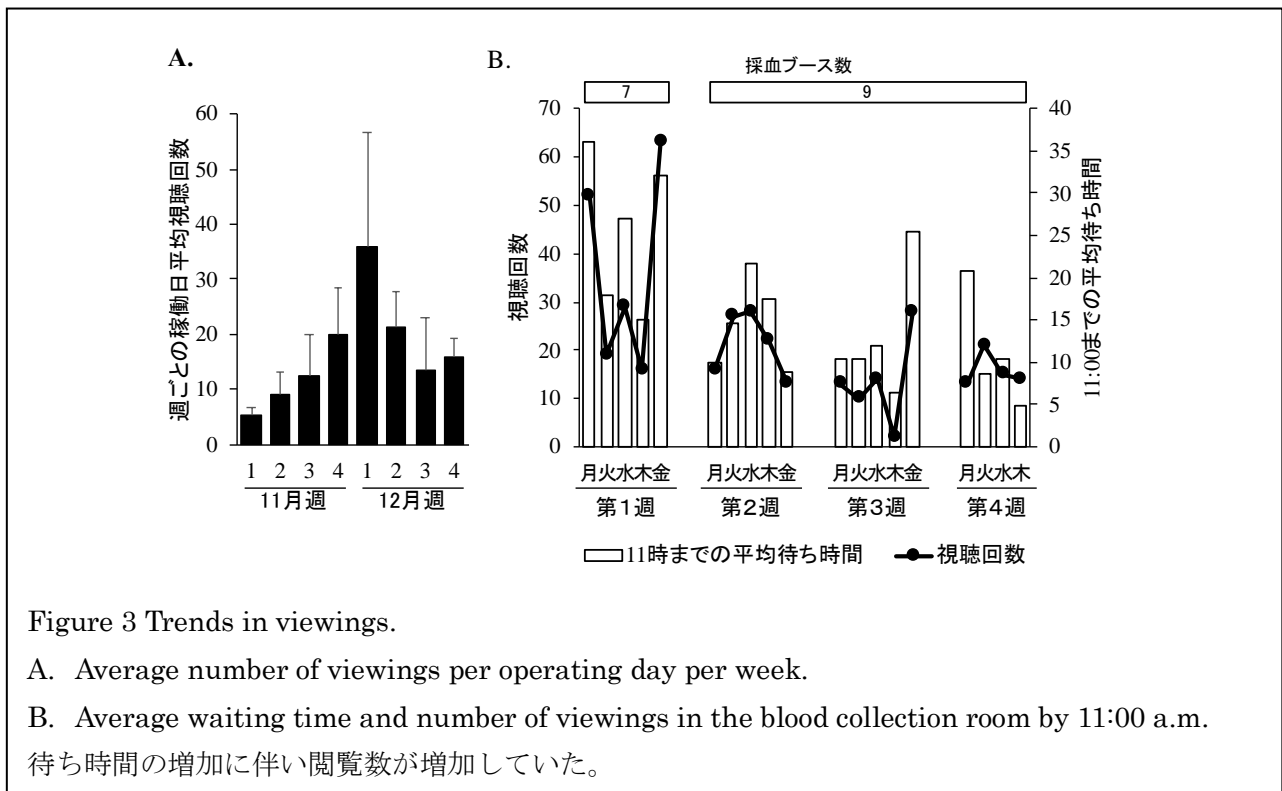 A.
週ごとの稼働日平均視聴回数
60
50
40
30
20
10
0
1 2 3 4 1 2 3 4
11月週 12月週
B.
採血ブース数
7 9
視聴回数
70
60
50
40
30
20
10
0
40
35
30
25
20
15
10
5
0
11:00までの平均待ち時間
月火水木金 月火水木金 月火水木金 月火水木
第1週 第2週 第3週 第4週
11時までの平均待ち時間 視聴回数
Figure 3 Trends in viewings.
A. Average number of viewings per operating day per week.
B. Average waiting time and number of viewings in the blood collection room by 11:00 a.m.
待ち時間の増加に伴い閲覧数が増加していた。